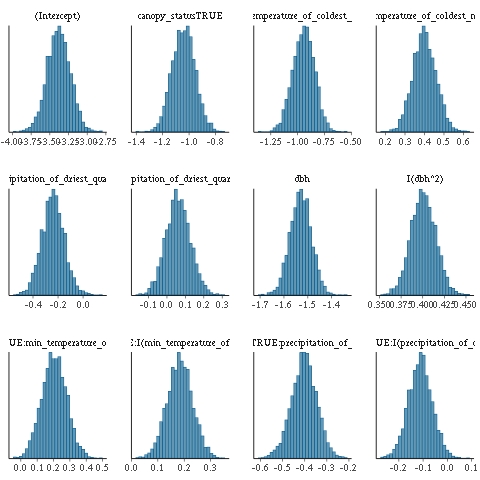 (Intercept) canopy_statusTRUE emperature_of_coldest_ mperature_of_coldest_n
-4.00-3.75-3.50-3.25-3.00-2.75 -1.4 -1.2 -1.0 -0.8 -1.25 -1.00 -0.75 -0.50 0.2 0.3 0.4 0.5 0.6
ipitation_of_driest_qua pitation_of_driest_quar dbh I(dbh^2)
-0.4 -0.2 0.0 -0.1 0.0 0.1 0.2 0.3 -1.7 -1.6 -1.5 -1.4 0.350 0.375 0.400 0.425 0.450
UE:min_temperature_o :I(min_temperature_of TRUE:precipitation_of_ UE:I(precipitation_of_
0.0 0.1 0.2 0.3 0.4 0.5 0.0 0.1 0.2 0.3 -0.6 -0.5 -0.4 -0.3 -0.2 -0.2 -0.1 0.0 0.1